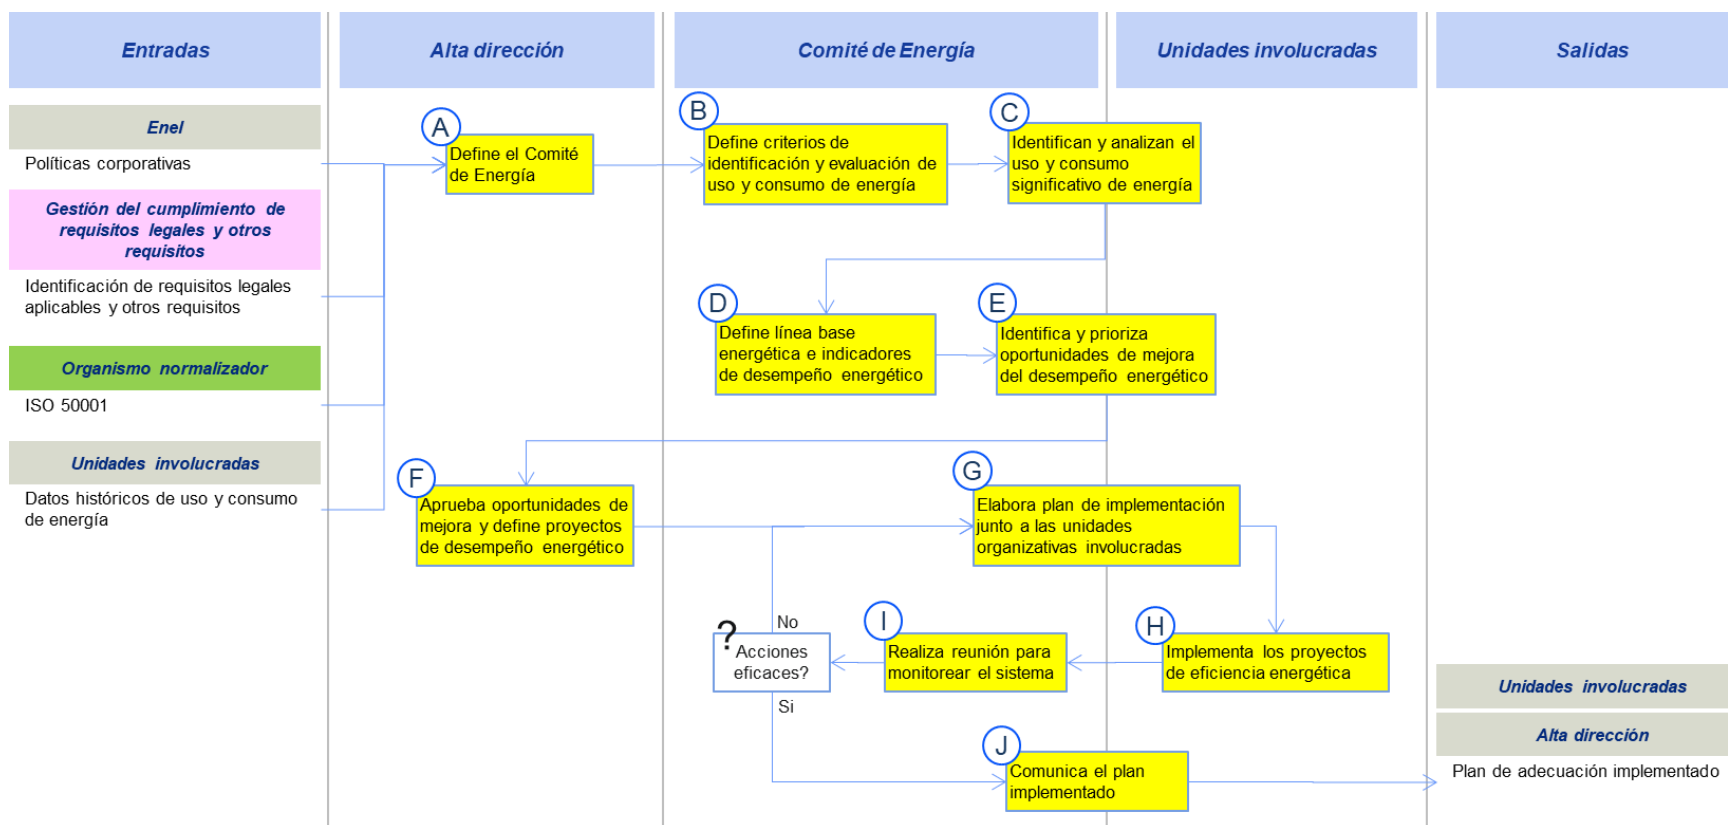 Entradas
Alta dirección
Comité de Energía
Unidades involucradas
Salidas
Enel
Políticas corporativas
Gestión del cumplimiento de
requisitos legales y otros
requisitos
Identificación de requisitos legales
aplicables y otros requisitos
Organismo normalizador
ISO 50001
Unidades involucradas
Datos históricos de uso y consumo
de energía
A
Define el Comité
de Energía
B
Define criterios de
identificación y evaluación de
uso y consumo de energía
C
Identifican y analizan el
uso y consumo
significativo de energía
D
Define línea base
energética e indicadores
de desempeño energético
E
Identifica y prioriza
oportunidades de mejora
del desempeño energético
F
Aprueba oportunidades de
mejora y define proyectos
de desempeño energético
G
Elabora plan de implementación
junto a las unidades
organizativas involucradas
H
Implementa los proyectos
de eficiencia energética
I
Realiza reunión para
monitorear el sistema
?
Acciones
eficaces?
No
Si
J
Comunica el plan
implementado
Unidades involucradas
Alta dirección
Plan de adecuación implementado